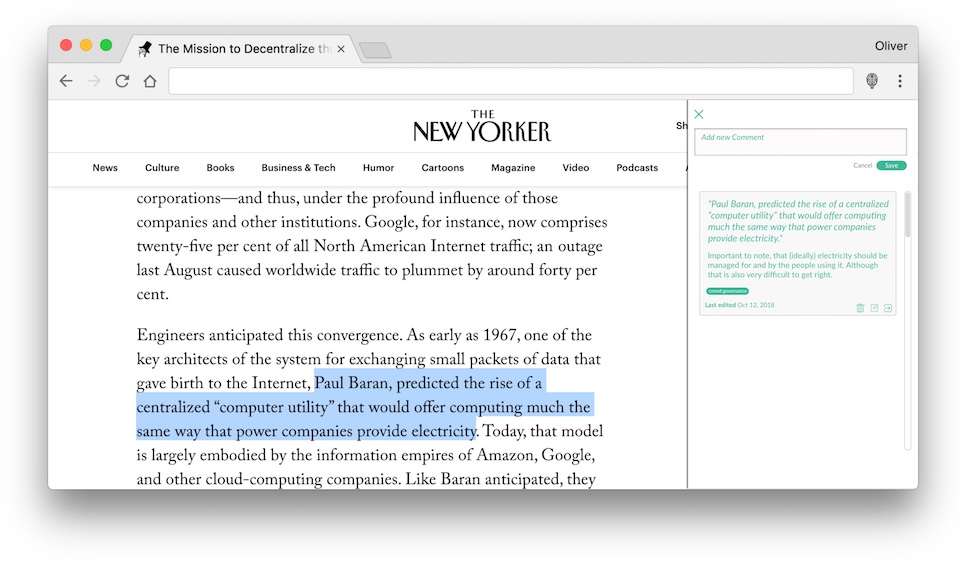 The Mission to Decentralize the
Oliver
THE
NEW YORKER
Sh
News Culture Books Business & Tech Humor Cartoons Magazine Video Podcasts
corporations—and thus, under the profound influence of those
companies and other institutions. Google, for instance, now comprises
twenty-five per cent of all North American Internet traffic; an outage
last August caused worldwide traffic to plummet by around forty per
cent.
Engineers anticipated this convergence. As early as 1967, one of the
key architects of the system for exchanging small packets of data that
gave birth to the Internet, Paul Baran, predicted the rise of a
centralized “computer utility” that would offer computing much the
same way that power companies provide electricity. Today, that model
is largely embodied by the information empires of Amazon, Google,
and other cloud-computing companies. Like Baran anticipated, they
Add new Comment
Cancel Save
"Paul Baran, predicted the rise of a centralized
"computer utility" that would offer computing
much the same way that power companies
provide electricity."
Important to note, that (ideally) electricity should be
managed for and by the people using it. Although
that is also very difficult to get right.
crowd governance
Last edited Oct 12, 2018